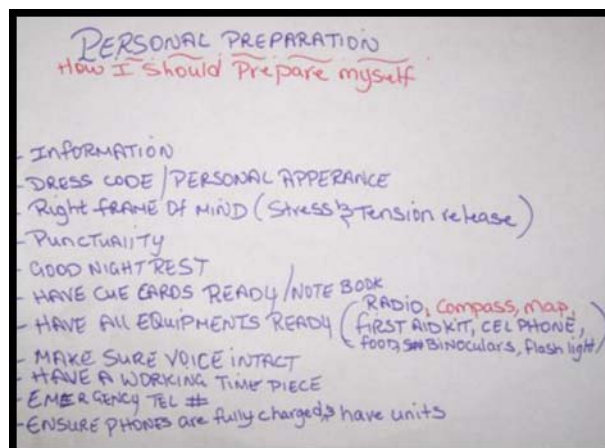 PERSONAL PREPARATION
How I Should Prepare myself
- INFORMATION
- DRESS CODE / PERSONAL APPERANCE
- Right FRAME OF MIND (Stress & Tension release)
- PUNCTUALITY
- GOOD NIGHT REST
- HAVE CUE CARDS READY / NOTE BOOK
- HAVE ALL EQUIPMENTS READY (RADIO, Compass, map,
FIRST AID KIT, CEL PHONE,
food, Binoculars, flash light)
- MAKE SURE VOICE INTACT
- HAVE A WORKING TIME PIECE
- EMERGENCY TEL #
- ENSURE PHONES are fully charged & have units